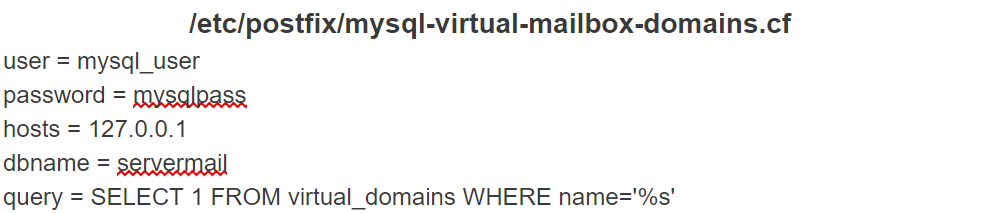 /etc/postfix/mysql-virtual-mailbox-domains.cf
user = mysql_user
password = mysqlpass
hosts = 127.0.0.1
dbname = servermail
query = SELECT 1 FROM virtual_domains WHERE name='%s'